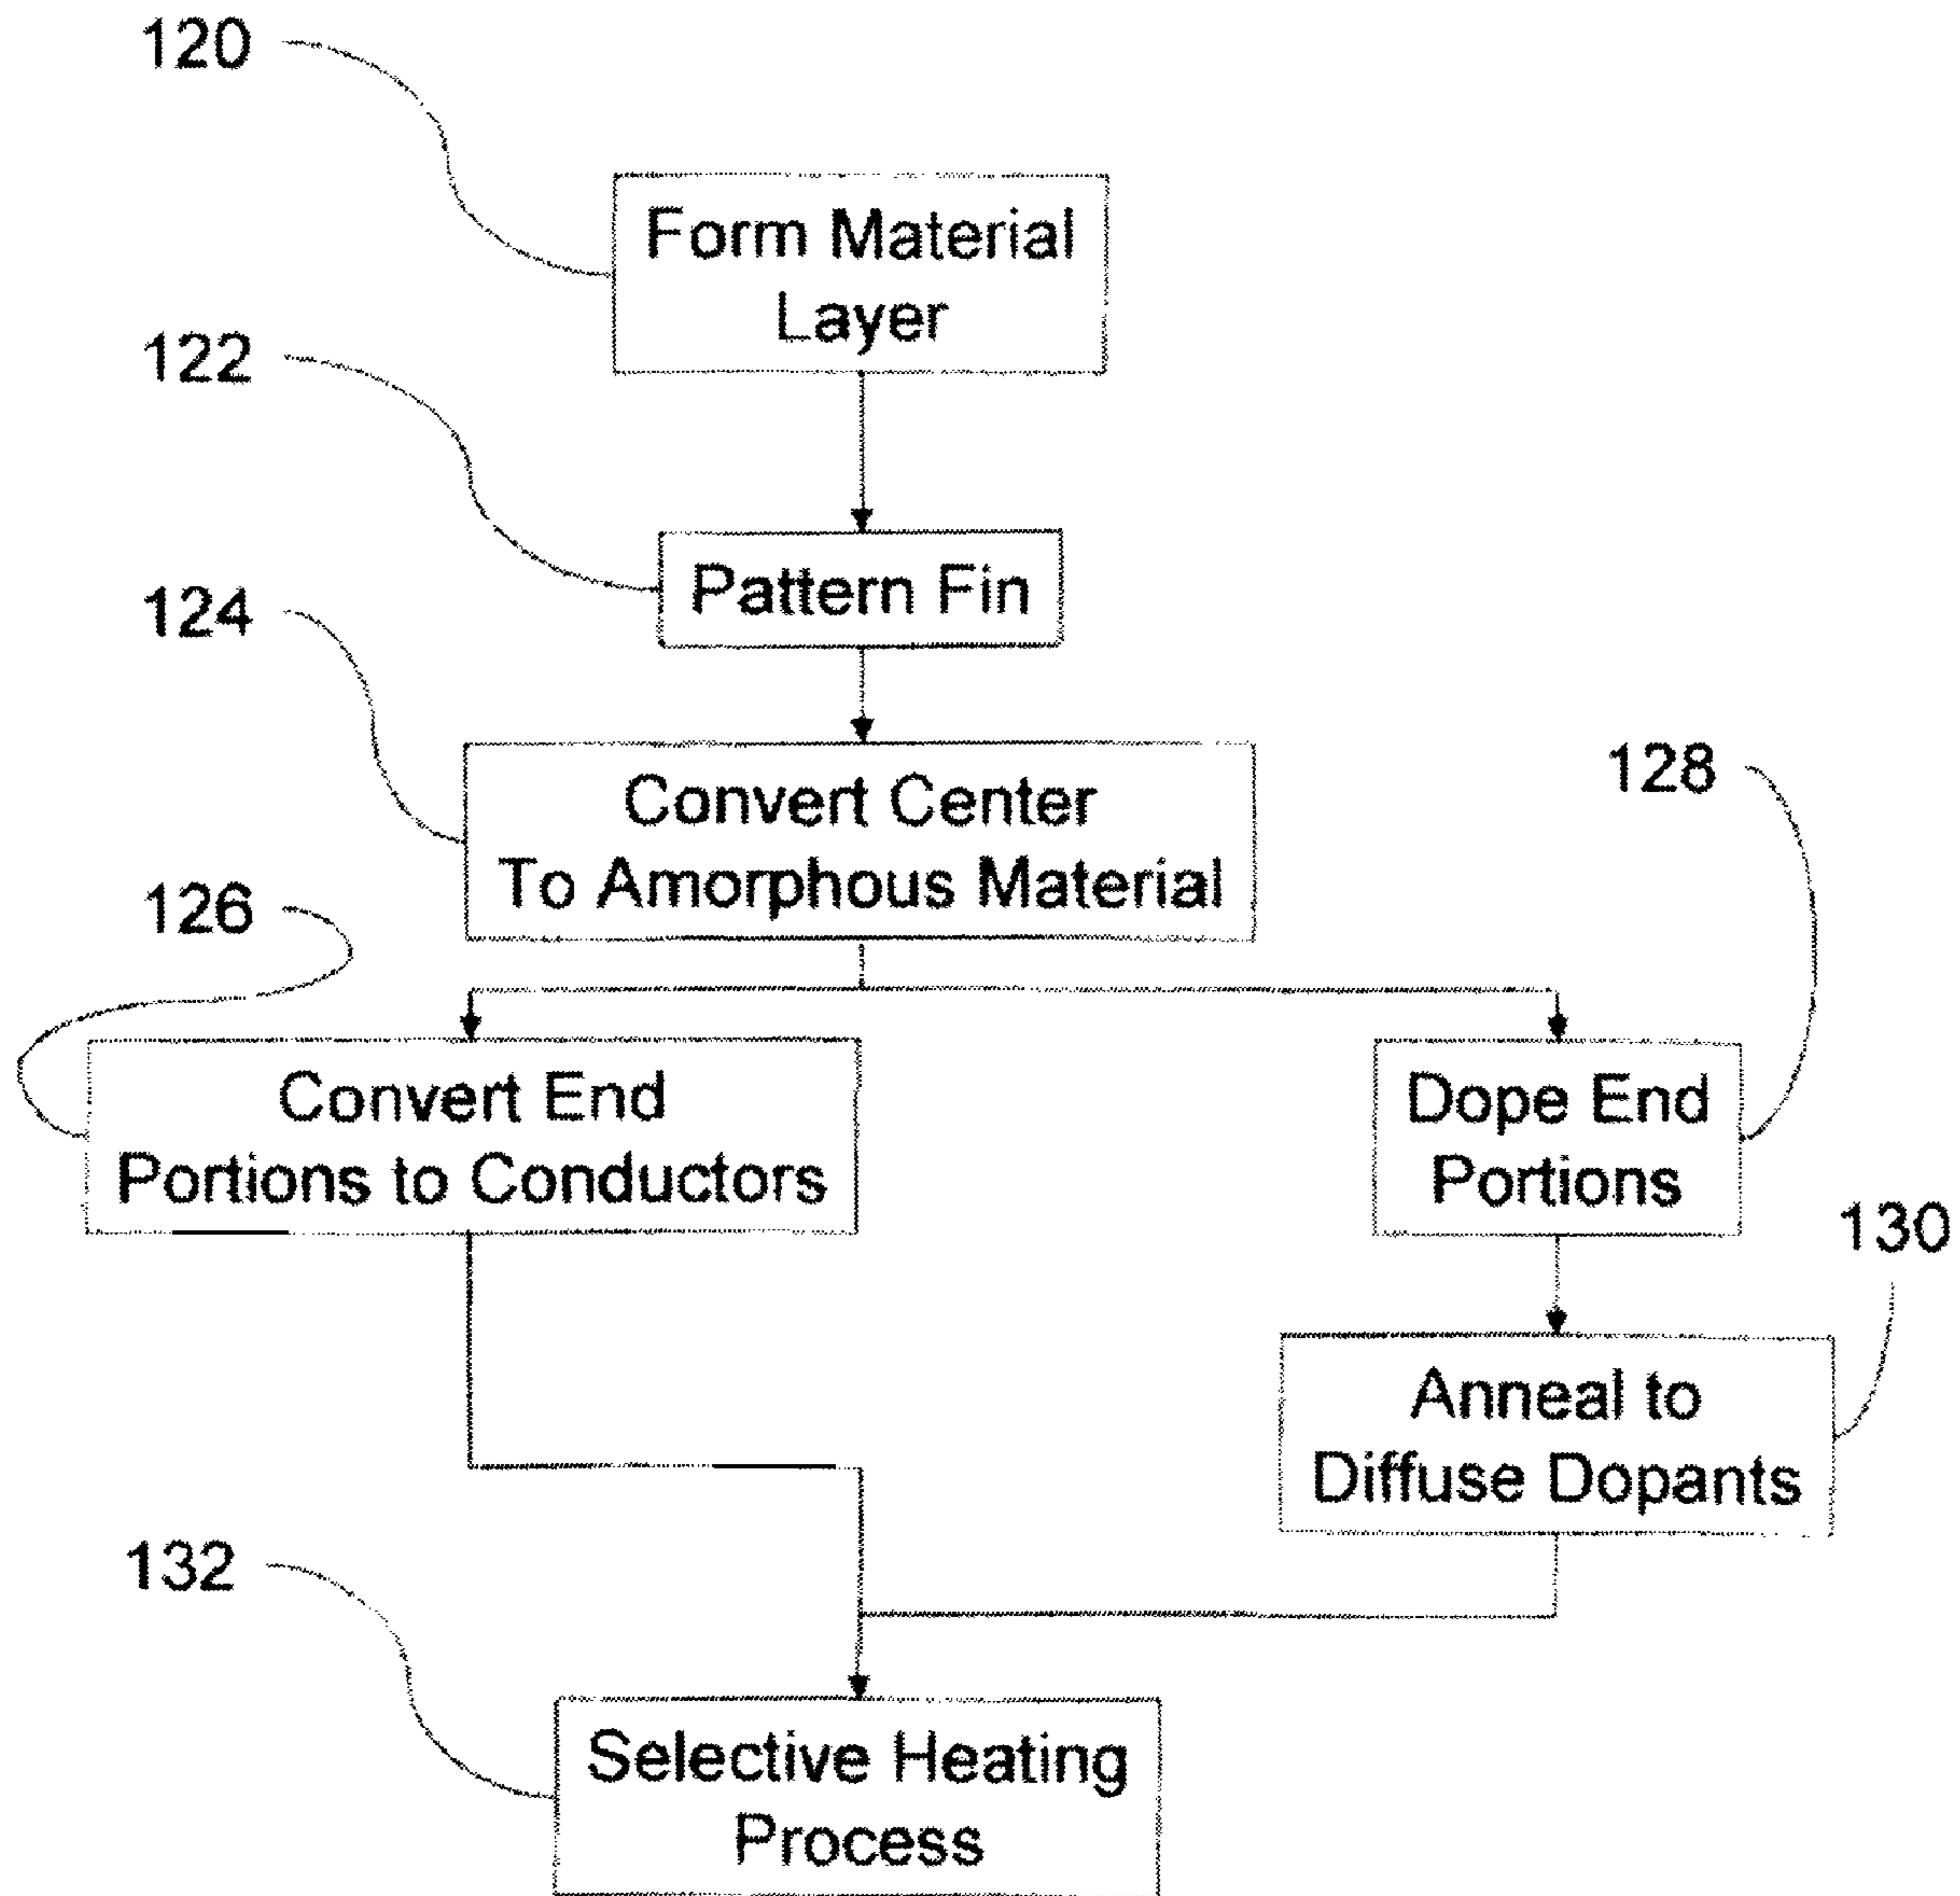 120
Form Material
Layer
122
Pattern Fin
124
Convert Center
To Amorphous Material
128
126
Convert End
Portions to Conductors
Dope End
Portions
130
Anneal to
Diffuse Dopants
132
Selective Heating
Process